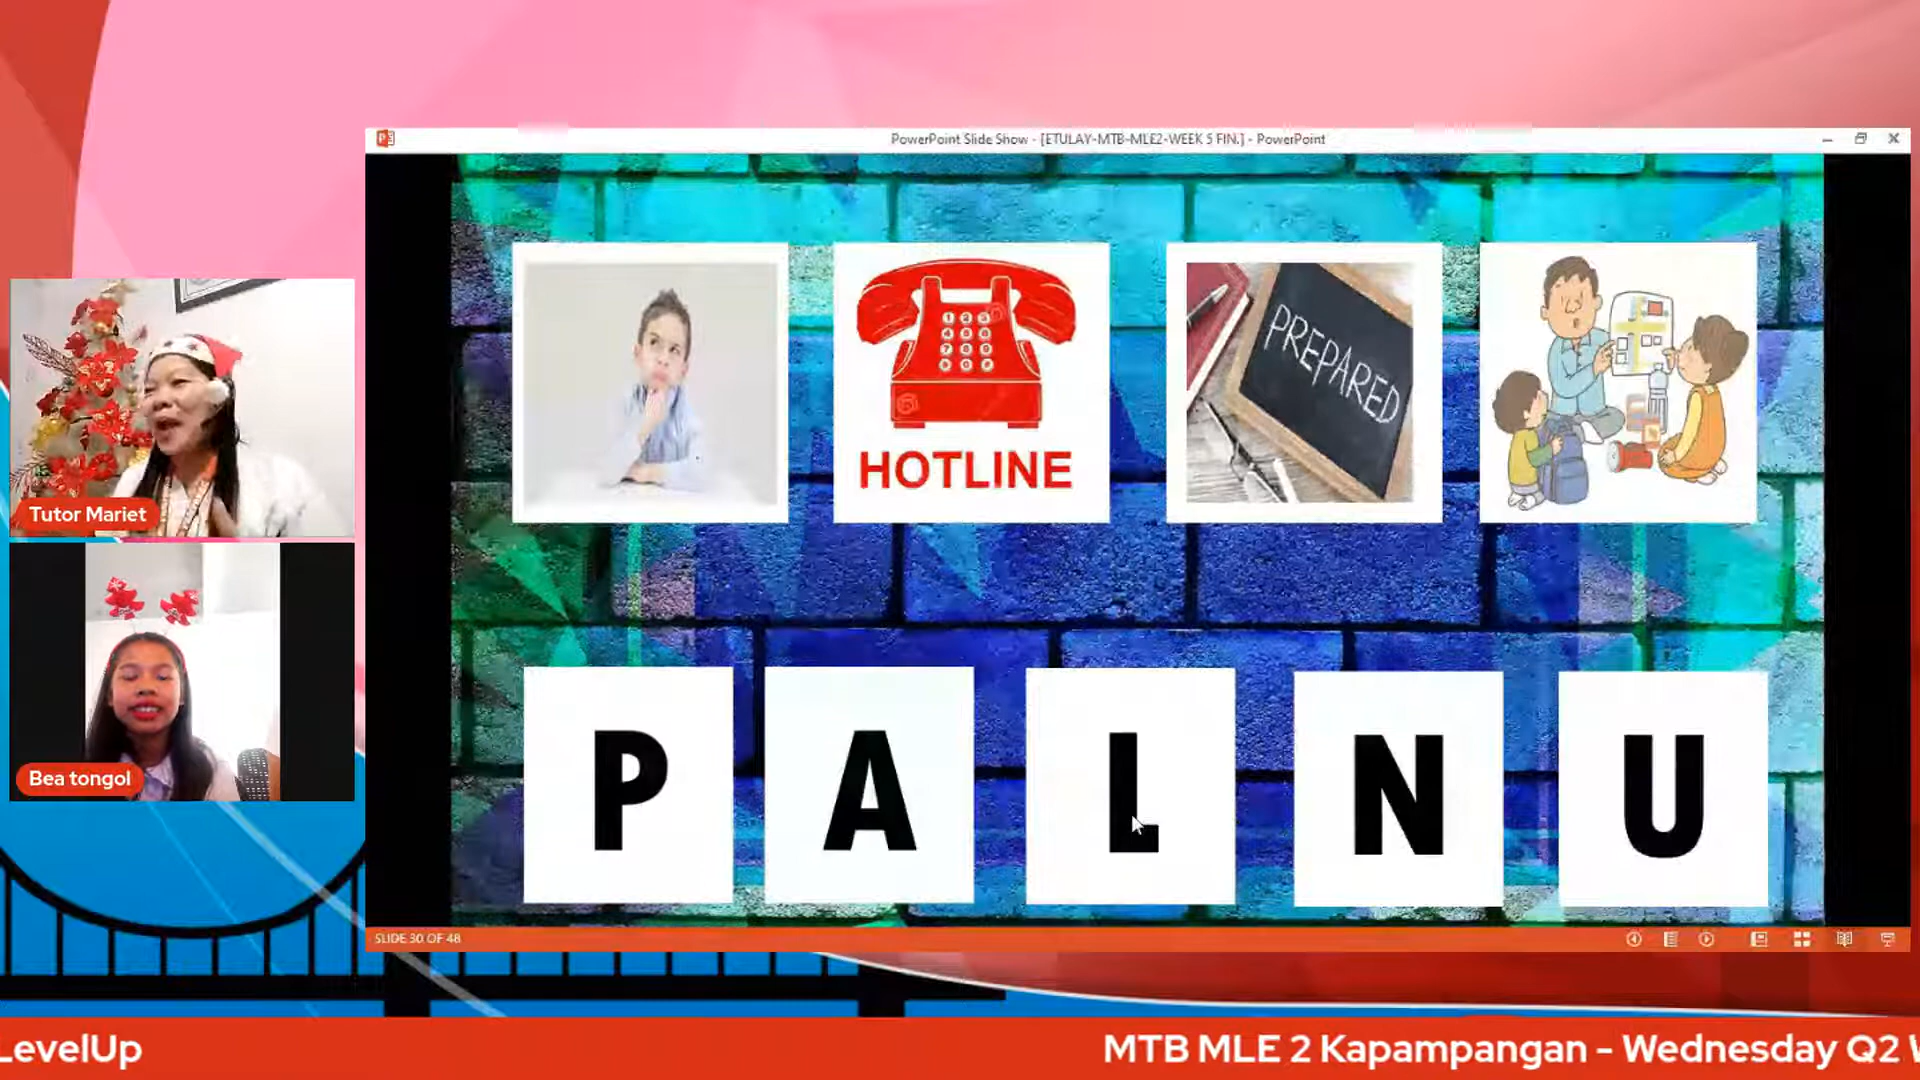 PowerPoint Slide Show - [ETULAY-MTB-MLE2-WEEK 5 FIN.] - PowerPoint
HOTLINE
PREPARED
Tutor Mariet
Bea tongol
P A L N U
SLIDE 30 OF 48
LevelUp
MTB MLE 2 Kapampangan - Wednesday Q2